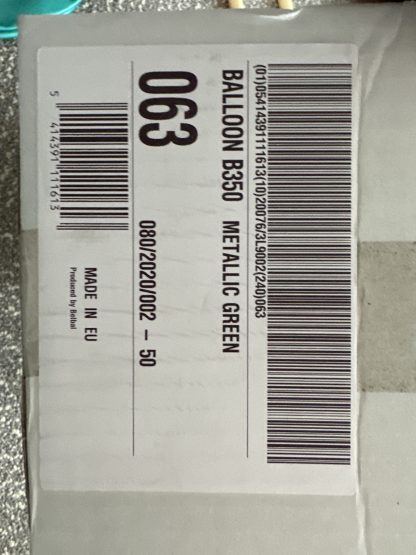 (01)05414391111613(10)20076/3L9002(240)063
BALLOON B350 METALLIC GREEN
063
080/2020/002 – 50
5 414391 111613
MADE IN EU
Produced by Belbal